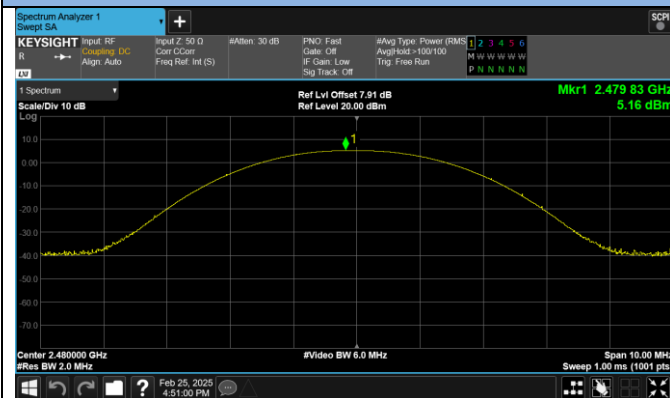 Spectrum Analyzer 1
Swept SA
SCPI
KEYSIGHT
R
LXI
Input: RF
Coupling: DC
Align: Auto
Input Z: 50 Ω
Corr CCorr
Freq Ref: Int (S)
#Atten: 30 dB
PNO: Fast
Gate: Off
IF Gain: Low
Sig Track: Off
#Avg Type: Power (RMS
Avg|Hold:>100/100
Trig: Free Run
1 2 3 4 5 6
M W W W W W
P N N N N N
1 Spectrum
Scale/Div 10 dB
Log
Ref Lvl Offset 7.91 dB
Ref Level 20.00 dBm
Mkr1 2.479 83 GHz
5.16 dBm
1
10.0
0.00
-10.0
-20.0
-30.0
-40.0
-50.0
-60.0
-70.0
Center 2.480000 GHz
#Res BW 2.0 MHz
#Video BW 6.0 MHz
Span 10.00 MHz
Sweep 1.00 ms (1001 pts
?
Feb 25, 2025
4:51:00 PM